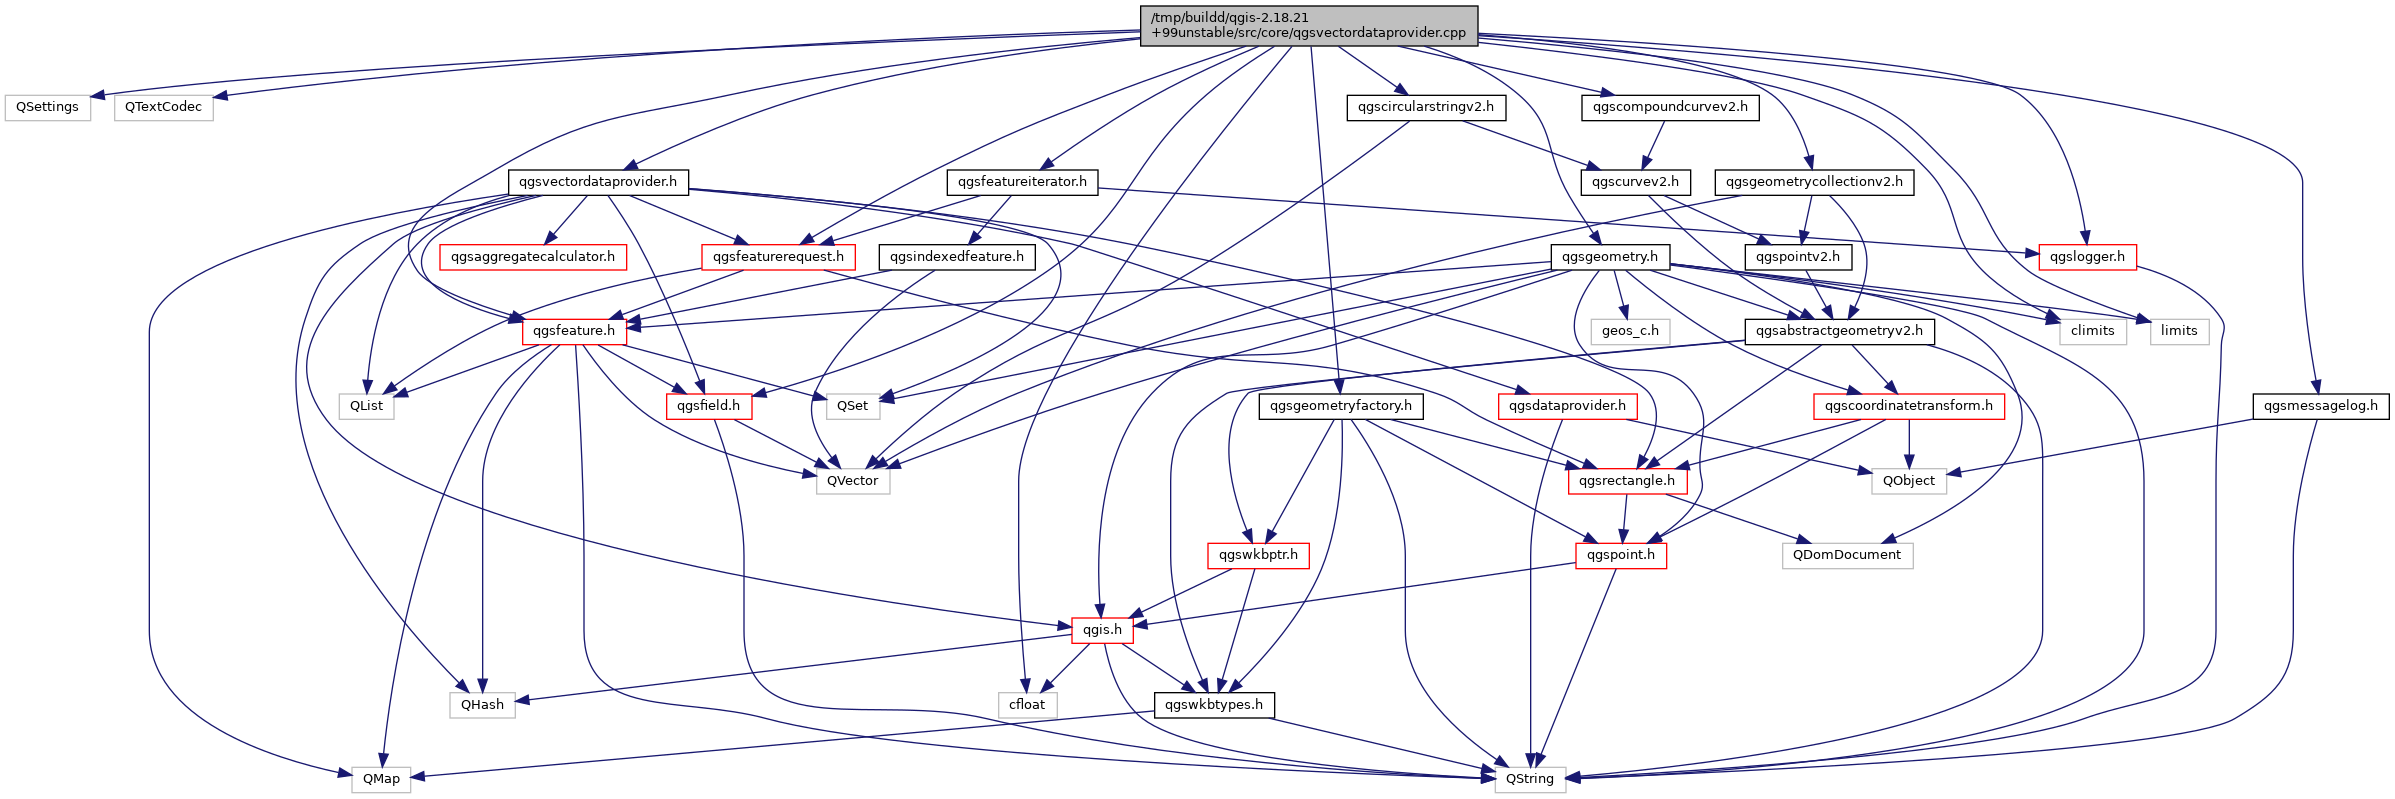 /tmp/buildd/qgis-2.18.21
+99unstable/src/core/qgsvectordataprovider.cpp
QSettings
QTextCodec
qgscircularstringv2.h
qgscompoundcurvev2.h
qgsvectordataprovider.h
qgsfeatureiterator.h
qgscurvev2.h
qgsgeometrycollectionv2.h
qgsaggregatecalculator.h
qgsfeaturerequest.h
qgsindexedfeature.h
qgsgeometry.h
qgspointv2.h
qgslogger.h
qgsfeature.h
geos_c.h
qgsabstractgeometryv2.h
climits
limits
QList
qgsfield.h
QSet
qgsgeometryfactory.h
qgsdataprovider.h
qgscoordinatetransform.h
qgsmessagelog.h
QVector
qgsrectangle.h
QObject
qgswkbptr.h
qgspoint.h
QDomDocument
qgis.h
QHash
cfloat
qgswkbtypes.h
QMap
QString